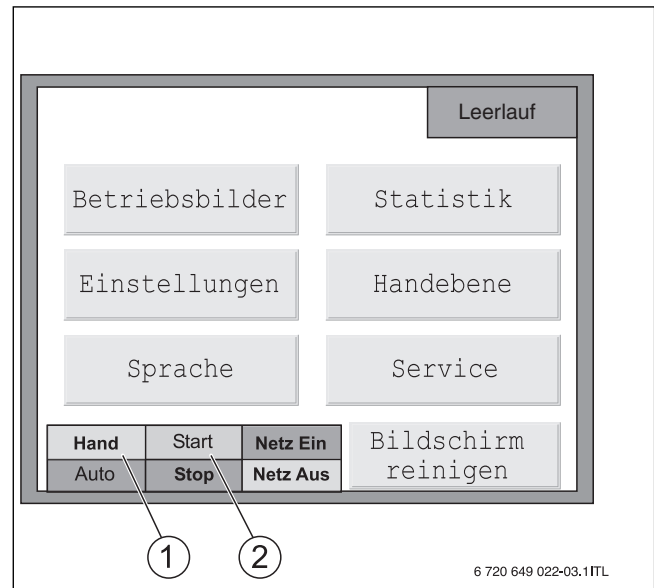 Leerlauf
Betriebsbilder
Statistik
Einstellungen
Handebene
Sprache
Service
Hand Start Netz Ein
Auto Stop Netz Aus
Bildschirm
reinigen
1 2
6 720 649 022-03.1ITL